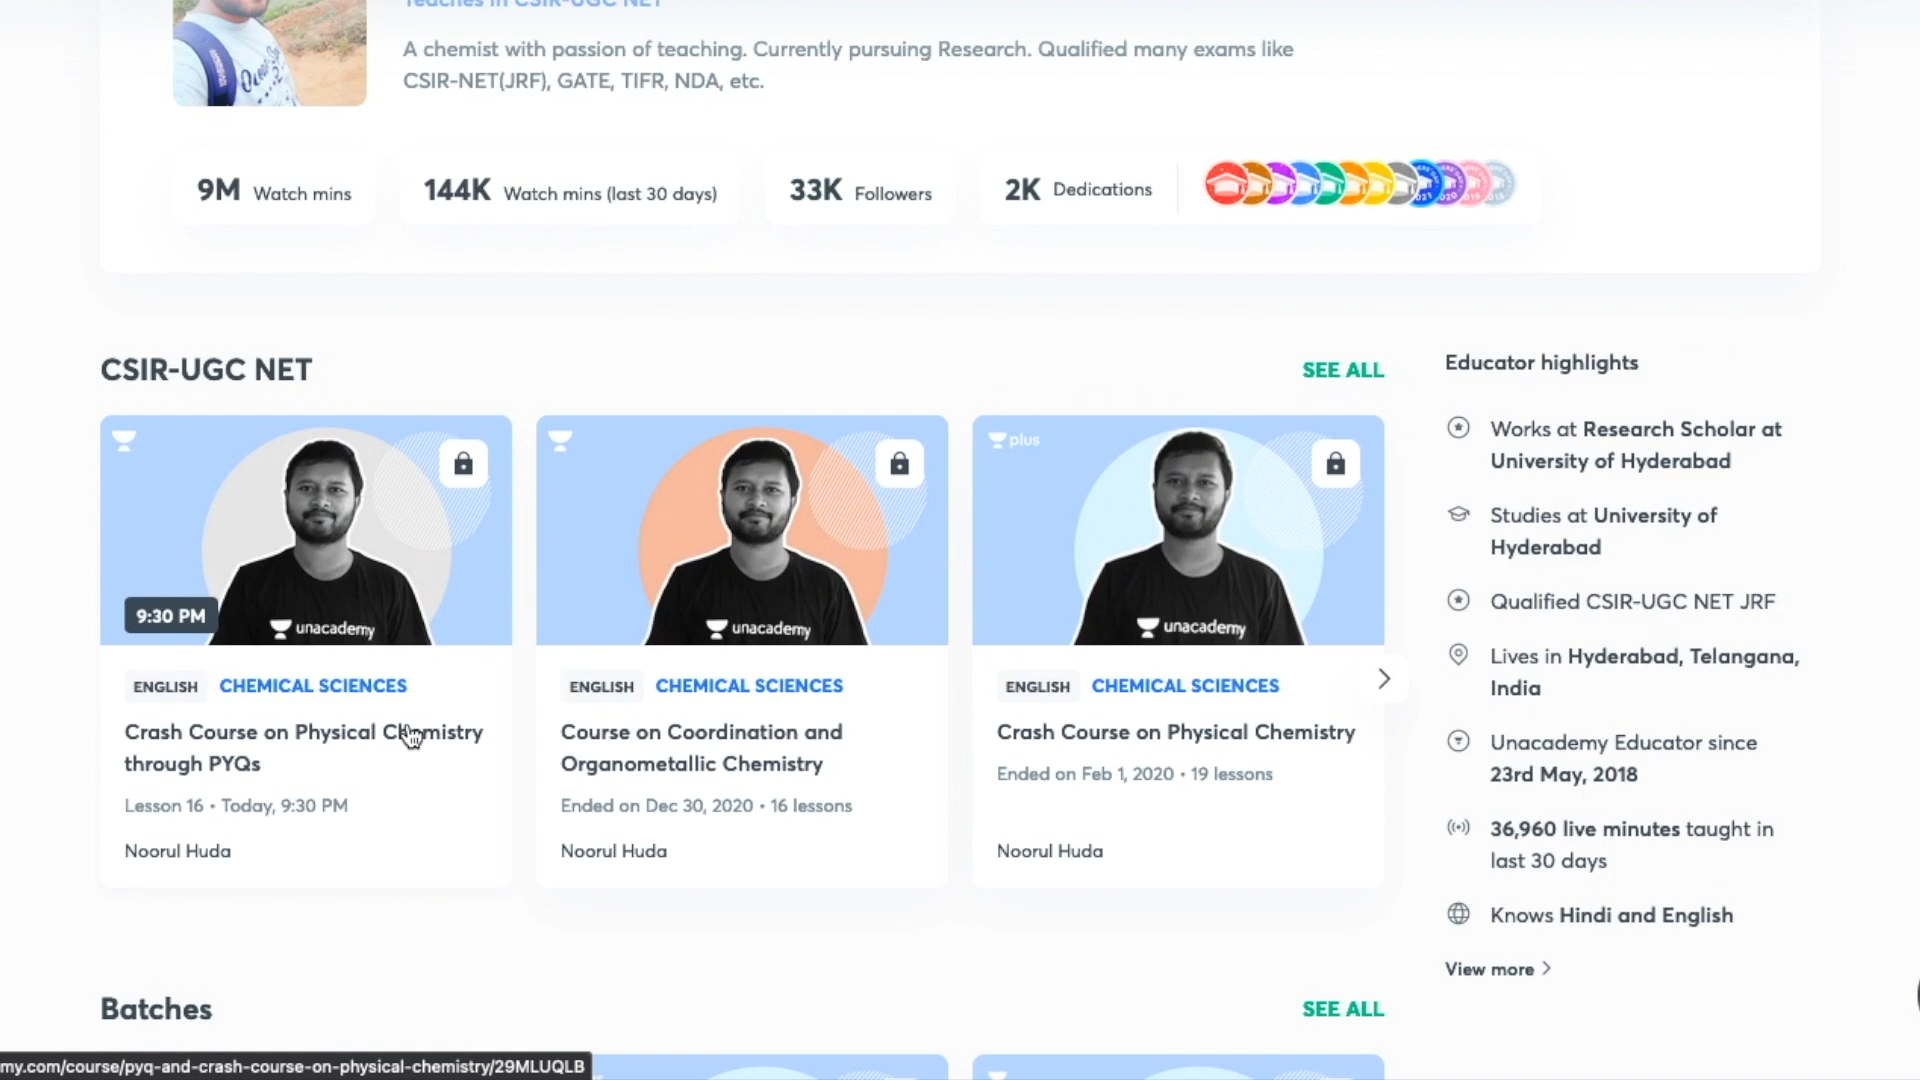 Teaches in CSIR-UGC NET
A chemist with passion of teaching. Currently pursuing Research. Qualified many exams like
CSIR-NET(JRF), GATE, TIFR, NDA, etc.
9M Watch mins
144K Watch mins (last 30 days)
33K Followers
2K Dedications
CSIR-UGC NET
SEE ALL
9:30 PM
unacademy
ENGLISH CHEMICAL SCIENCES
Crash Course on Physical Chemistry
through PYQs
Lesson 16 • Today, 9:30 PM
Noorul Huda
unacademy
ENGLISH CHEMICAL SCIENCES
Course on Coordination and
Organometallic Chemistry
Ended on Dec 30, 2020 • 16 lessons
Noorul Huda
plus
unacademy
ENGLISH CHEMICAL SCIENCES
Crash Course on Physical Chemistry
Ended on Feb 1, 2020 • 19 lessons
Noorul Huda
Educator highlights
Works at Research Scholar at
University of Hyderabad
Studies at University of
Hyderabad
Qualified CSIR-UGC NET JRF
Lives in Hyderabad, Telangana,
India
Unacademy Educator since
23rd May, 2018
36,960 live minutes taught in
last 30 days
Knows Hindi and English
View more
Batches
SEE ALL
my.com/course/pyq-and-crash-course-on-physical-chemistry/29MLUQLB